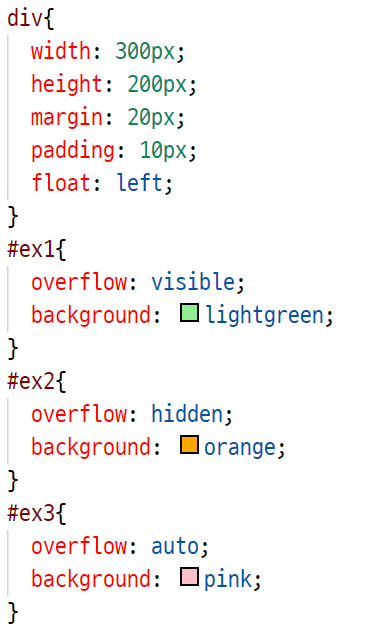 div{
width: 300px;
height: 200px;
margin: 20px;
padding: 10px;
float: left;
}
#ex1{
overflow: visible;
background: lightgreen;
}
#ex2{
overflow: hidden;
background: orange;
}
#ex3{
overflow: auto;
background: pink;
}